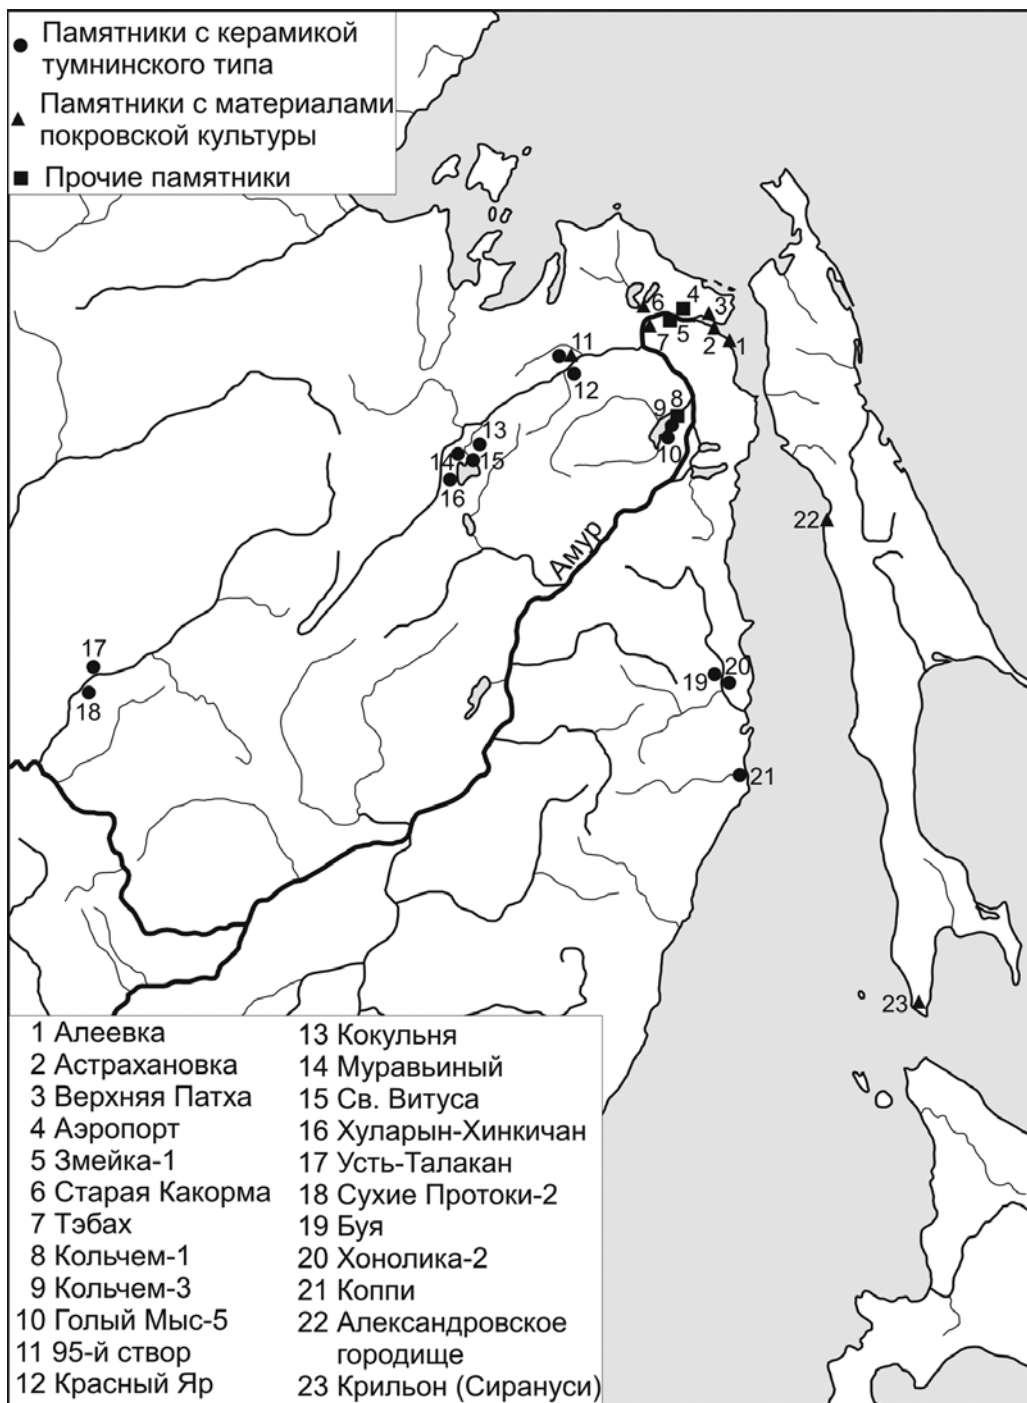 Памятники с керамикой
тумнинского типа
Памятники с материалами
покровской культуры
Прочие памятники
6
4
3
5
7
2
1
11
12
8
9
10
13
14
15
16
22
Амур
17
18
19
20
21
23
1 Алеевка
2 Астрахановка
3 Верхняя Патха
4 Аэропорт
5 Змейка-1
6 Старая Какорма
7 Тэбах
8 Кольчем-1
9 Кольчем-3
10 Голый Мыс-5
11 95-й створ
12 Красный Яр
13 Кокульня
14 Муравьиный
15 Св. Витуса
16 Хуларын-Хинкичан
17 Усть-Талакан
18 Сухие Протоки-2
19 Буя
20 Хонолика-2
21 Коппи
22 Александровское
городище
23 Крильон (Сирануси)